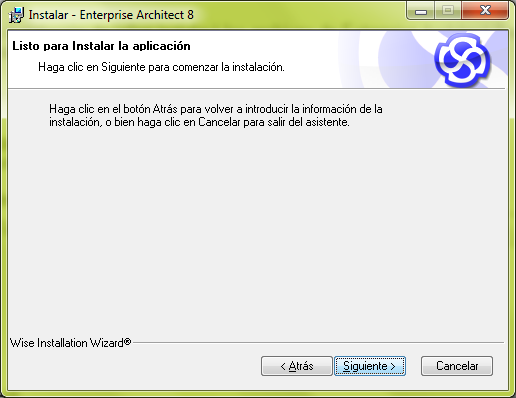 Instalar - Enterprise Architect 8
Listo para Instalar la aplicación
Haga clic en Siguiente para comenzar la instalación.
Haga clic en el botón Atrás para volver a introducir la información de la
instalación, o bien haga clic en Cancelar para salir del asistente.
Wise Installation Wizard®
< Atrás
Siguiente >
Cancelar